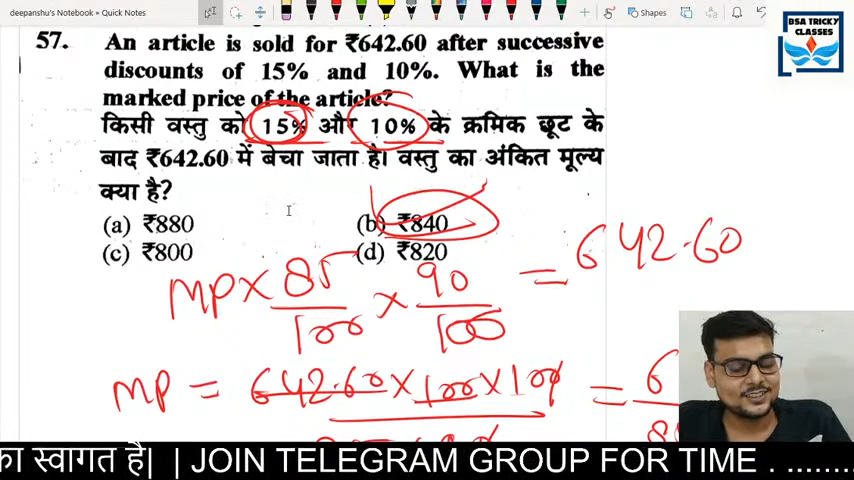 deepanshu's Notebook » Quick Notes
Shapes
BSA TRICKY
CLASSES
57. An article is sold for ₹642.60 after successive
discounts of 15% and 10%. What is the
marked price of the article?
किसी वस्तु को 15% और 10% के क्रमिक छूट के
बाद ₹642.60 में बेचा जाता है। वस्तु का अंकित मूल्य
क्या है?
(a) ₹880 (b) ₹840
(c) ₹800 (d) ₹820
MP × 85/100 × 90/100 = 642.60
MP = 642.60 × 100 × 100 = 6
का स्वागत है| | JOIN TELEGRAM GROUP FOR TIME . ......